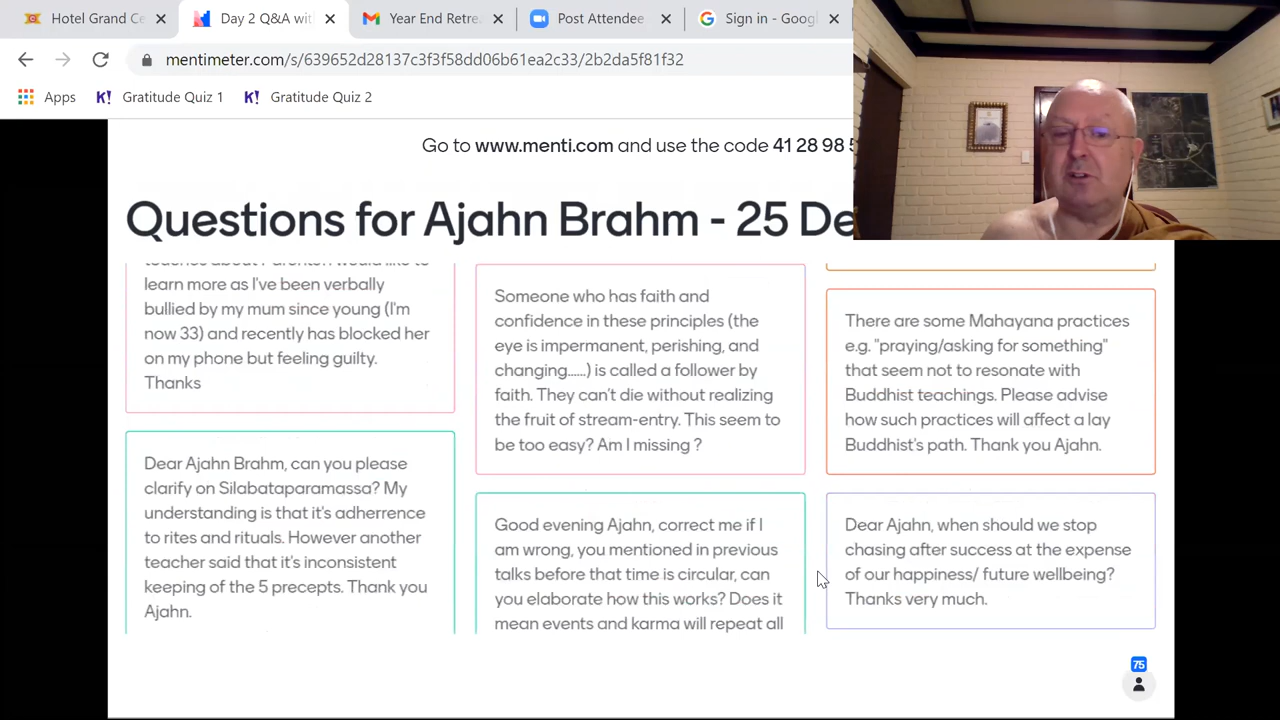 Hotel Grand Ce
Day 2 Q&A wit
Year End Retre
Post Attendee
Sign in - Goog
mentimeter.com/s/639652d28137c3f3f58dd06b61ea2c33/2b2da5f81f32
Apps
K! Gratitude Quiz 1
K! Gratitude Quiz 2
Go to www.menti.com and use the code 41 28 98 5
Questions for Ajahn Brahm - 25 De
learn more as I've been verbally
bullied by my mum since young (I'm
now 33) and recently has blocked her
on my phone but feeling guilty.
Thanks
Dear Ajahn Brahm, can you please
clarify on Silabataparamassa? My
understanding is that it's adherrence
to rites and rituals. However another
teacher said that it's inconsistent
keeping of the 5 precepts. Thank you
Ajahn.
Someone who has faith and
confidence in these principles (the
eye is impermanent, perishing, and
changing......) is called a follower by
faith. They can't die without realizing
the fruit of stream-entry. This seem to
be too easy? Am I missing ?
Good evening Ajahn, correct me if I
am wrong, you mentioned in previous
talks before that time is circular, can
you elaborate how this works? Does it
mean events and karma will repeat all
There are some Mahayana practices
e.g. "praying/asking for something"
that seem not to resonate with
Buddhist teachings. Please advise
how such practices will affect a lay
Buddhist's path. Thank you Ajahn.
Dear Ajahn, when should we stop
chasing after success at the expense
of our happiness/ future wellbeing?
Thanks very much.
75